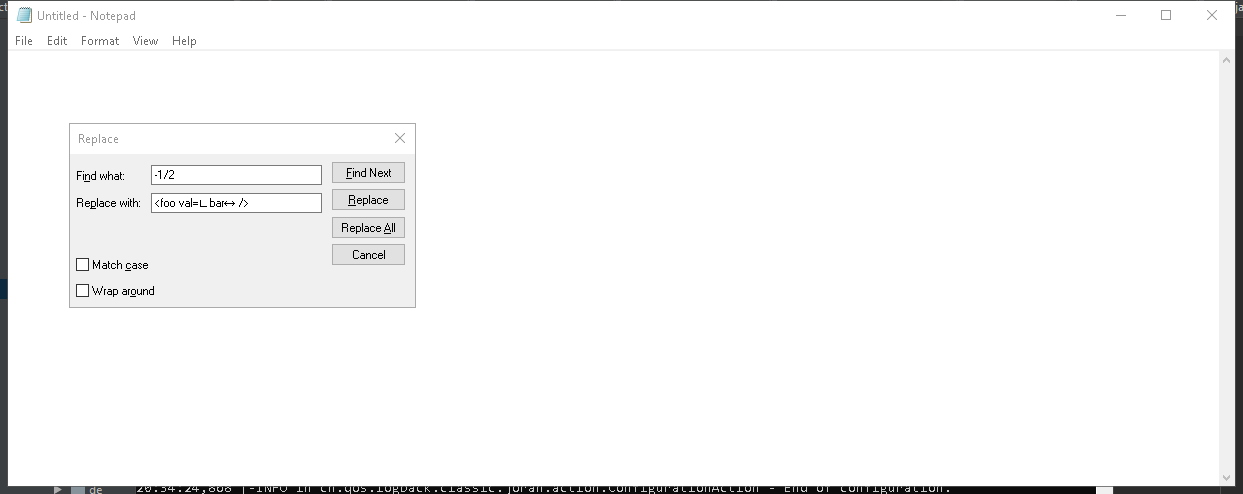 Untitled - Notepad
File Edit Format View Help
Replace
Find what: -1/2 Find Next
Replace with: <foo val=∟bar↔ /> Replace
Replace All
Cancel
Match case
Wrap around
de 20:34:24,868 |-INFO in ch.qos.logback.classic.joran.action.ConfigurationAction - End of configuration.